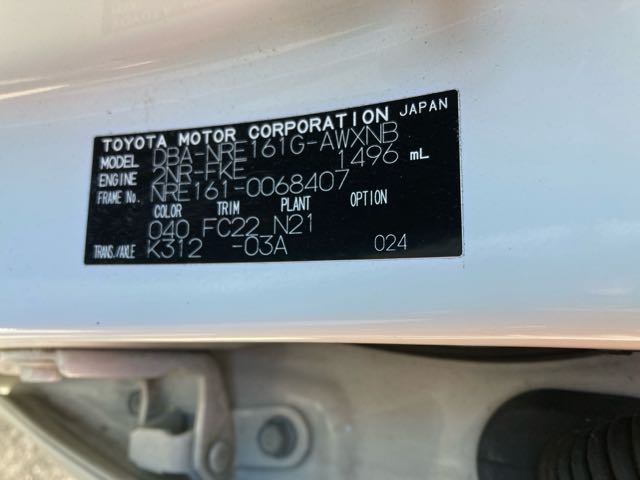 TOYOTA MOTOR CORPORATION JAPAN
MODEL DBA-NRE161G-AWXNB
ENGINE 2NR-FKE 1496 mL
FRAME No. NRE161-0068407
COLOR TRIM PLANT OPTION
040 FC22 N21
TRANS./AXLE K312 -03A 024